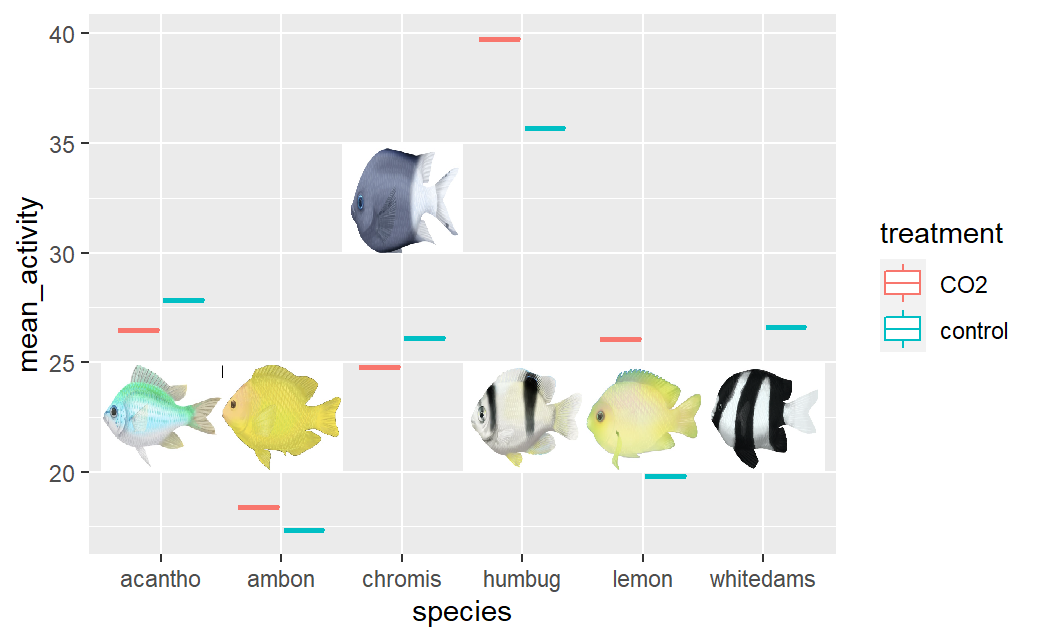 40
35
30
25
20
mean_activity
acantho ambon chromis humbug lemon whitedams
species
treatment
CO2
control